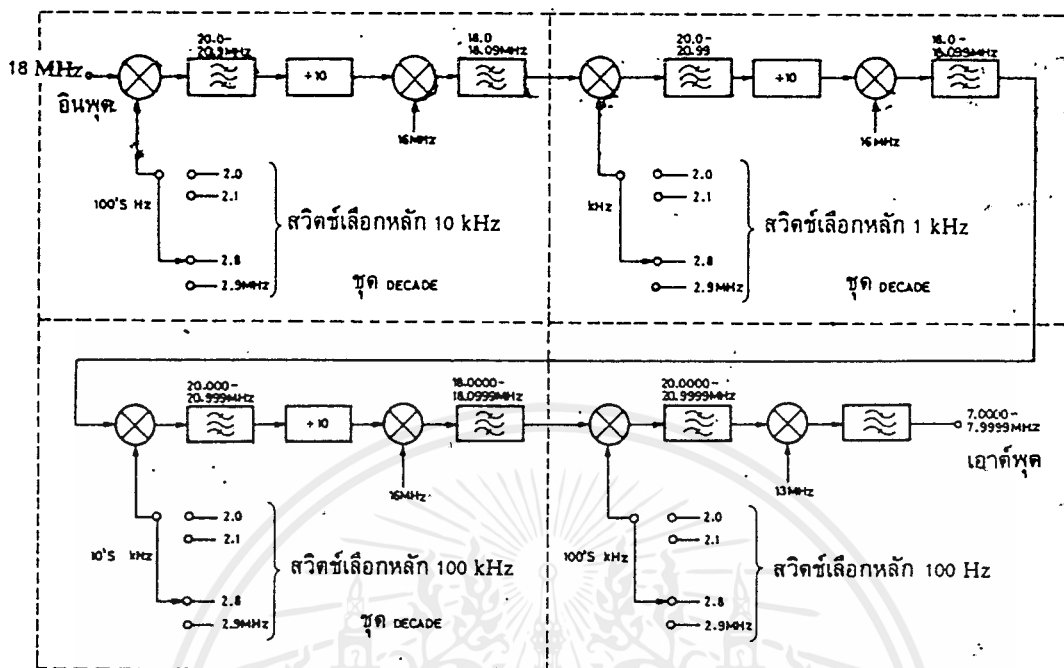 18 MHz
อินพุต
20.0-
20.9MHz
÷10
16MHz
18.0
18.09MHz
100'S Hz
2.0
2.1
2.8
2.9MHz
สวิตช์เลือกหลัก 10 kHz
ชุด DECADE
20.0-
20.99
÷10
16MHz
18.0-
18.099MHz
kHz
2.0
2.1
2.8
2.9MHz
สวิตช์เลือกหลัก 1 kHz
ชุด DECADE
20.000-
20.999MHz
÷10
16MHz
18.0000-
18.0999MHz
10'S kHz
2.0
2.1
2.8
2.9MHz
สวิตช์เลือกหลัก 100 kHz
ชุด DECADE
20.0000-
20.9999MHz
13MHz
7.0000-
7.9999MHz
เอาต์พุต
100'S kHz
2.0
2.1
2.8
2.9MHz
สวิตช์เลือกหลัก 100 Hz